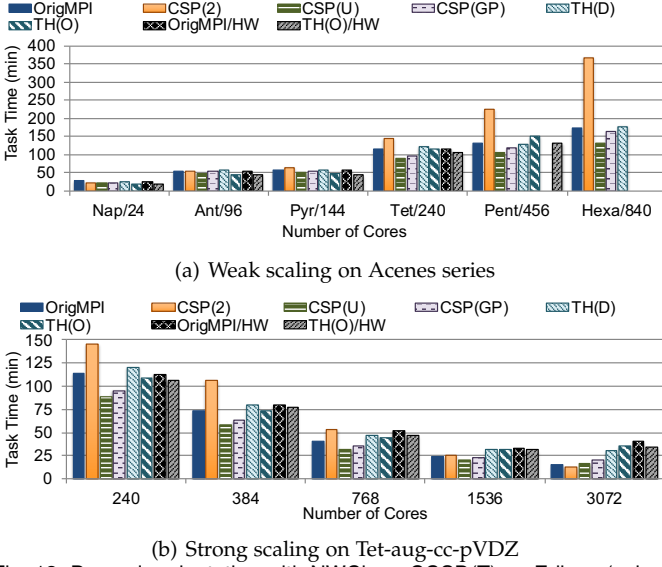 OrigMPI CSP(2) CSP(U) CSP(GP) TH(D)
TH(O) OrigMPI/HW TH(O)/HW
Task Time (min)
400
350
300
250
200
150
100
50
0
Nap/24 Ant/96 Pyr/144 Tet/240 Pent/456 Hexa/840
Number of Cores
(a) Weak scaling on Acenes series
OrigMPI CSP(2) CSP(U) CSP(GP) TH(D)
TH(O) OrigMPI/HW TH(O)/HW
Task Time (min)
150
125
100
75
50
25
0
240 384 768 1536 3072
Number of Cores
(b) Strong scaling on Tet-aug-cc-pVDZ